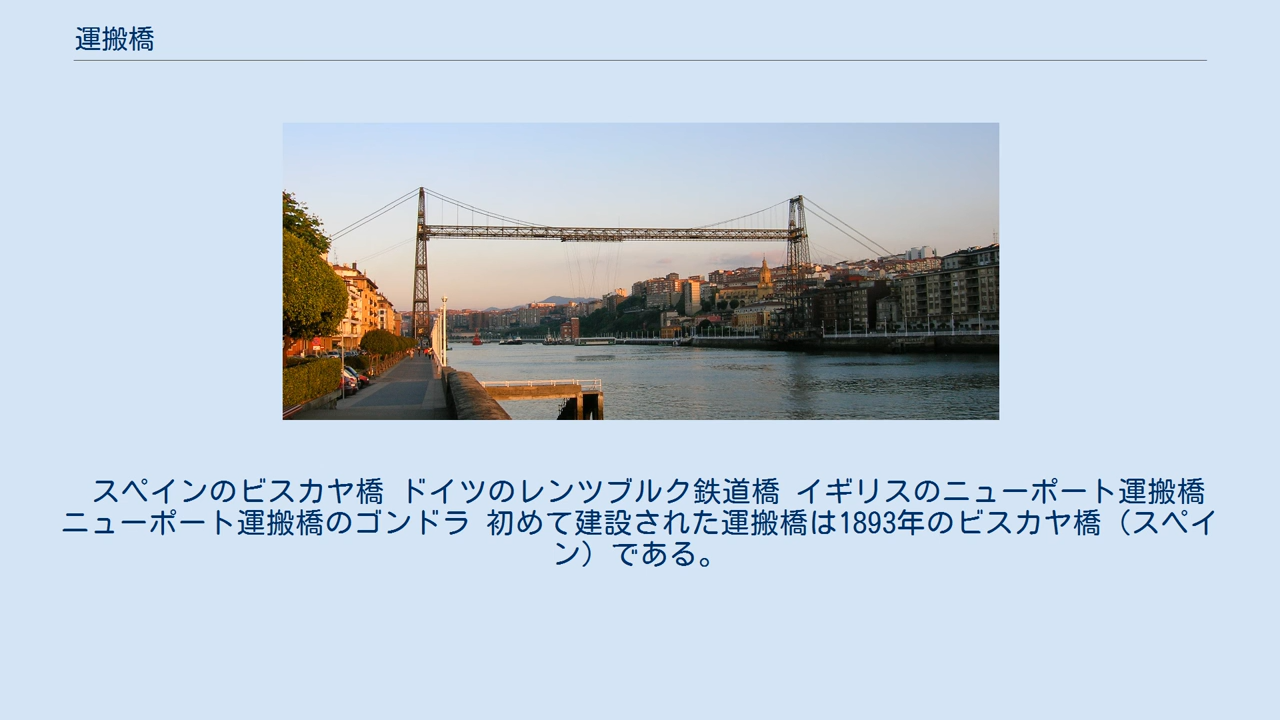 運搬橋
スペインのビスカヤ橋 ドイツのレンツブルク鉄道橋 イギリスのニューポート運搬橋
ニューポート運搬橋のゴンドラ 初めて建設された運搬橋は1893年のビスカヤ橋（スペイ
ン）である。